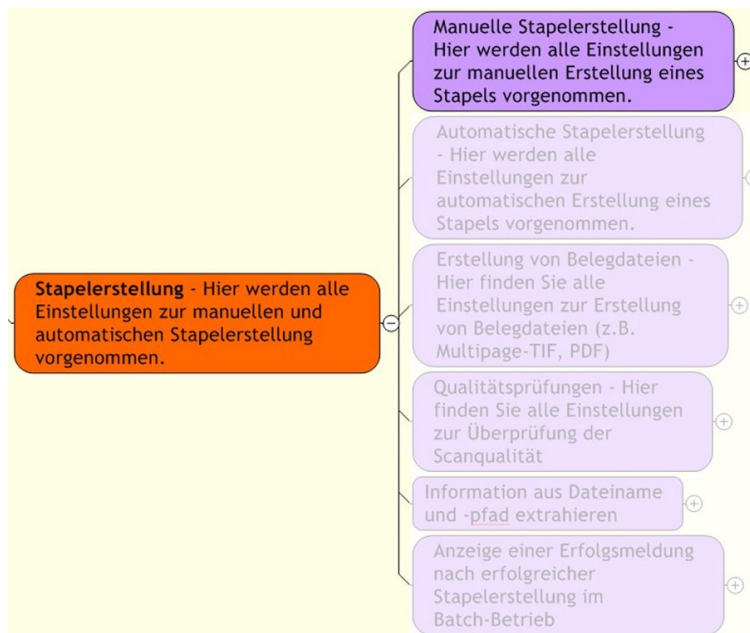 Manuelle Stapelerstellung -
Hier werden alle Einstellungen
zur manuellen Erstellung eines
Stapels vorgenommen.
Automatische Stapelerstellung
- Hier werden alle
Einstellungen zur
automatischen Erstellung eines
Stapels vorgenommen.
Erstellung von Belegdateien -
Hier finden Sie alle
Einstellungen zur Erstellung
von Belegdateien (z.B.
Multipage-TIF, PDF)
Stapelerstellung - Hier werden alle
Einstellungen zur manuellen und
automatischen Stapelerstellung
vorgenommen.
Qualitätsprüfungen - Hier
finden Sie alle Einstellungen
zur Überprüfung der
Scanqualität
Information aus Dateiname
und -pfad extrahieren
Anzeige einer Erfolgsmeldung
nach erfolgreicher
Stapelerstellung im
Batch-Betrieb